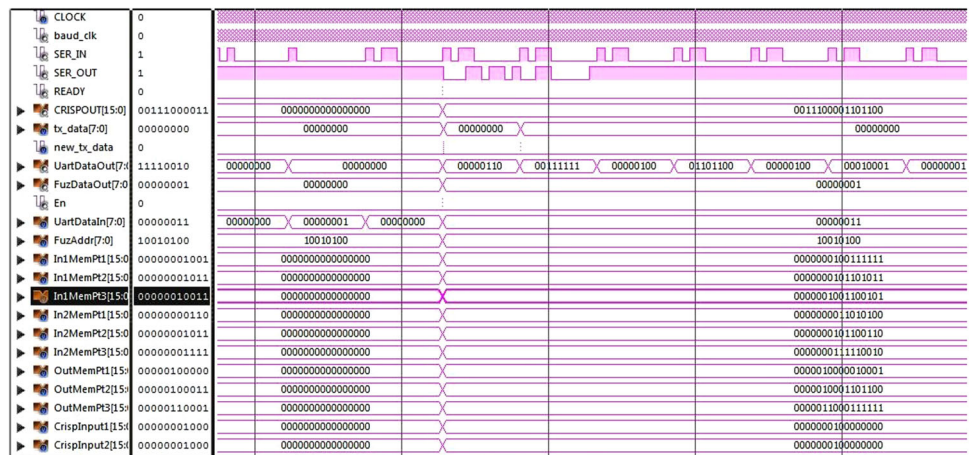 CLOCK 0
baud_clk 0
SER_IN 1
SER_OUT 1
READY 0
CRISPOUT[15:0] 00111000011 0000000000000000 0011100001101100
tx_data[7:0] 00000000 00000000 00000000 00000000
new_tx_data 0
UartDataOut[7:0 11110010 00000000 00000000 00000110 00111111 00000100 01101100 00000100 00010001 00000001
FuzDataOut[7:0 00000001 00000000 00000001
En 0
UartDataIn[7:0] 00000011 00000000 00000001 00000000 00000011
FuzAddr[7:0] 10010100 10010100 10010100
In1MemPt1[15:0 00000001001 0000000000000000 0000000100111111
In1MemPt2[15:0 00000001011 0000000000000000 0000000101101011
In1MemPt3[15:0 00000010011 0000000000000000 0000001001100101
In2MemPt1[15:0 00000000110 0000000000000000 0000000011010100
In2MemPt2[15:0 00000001011 0000000000000000 0000000101100110
In2MemPt3[15:0 00000001111 0000000000000000 0000000111110010
OutMemPt1[15: 00000100000 0000000000000000 0000010000010001
OutMemPt2[15: 00000100011 0000000000000000 0000010001101100
OutMemPt3[15: 00000110001 0000000000000000 0000011000111111
CrispInput1[15:0 00000001000 0000000000000000 0000000100000000
CrispInput2[15:0 00000001000 0000000000000000 0000000100000000